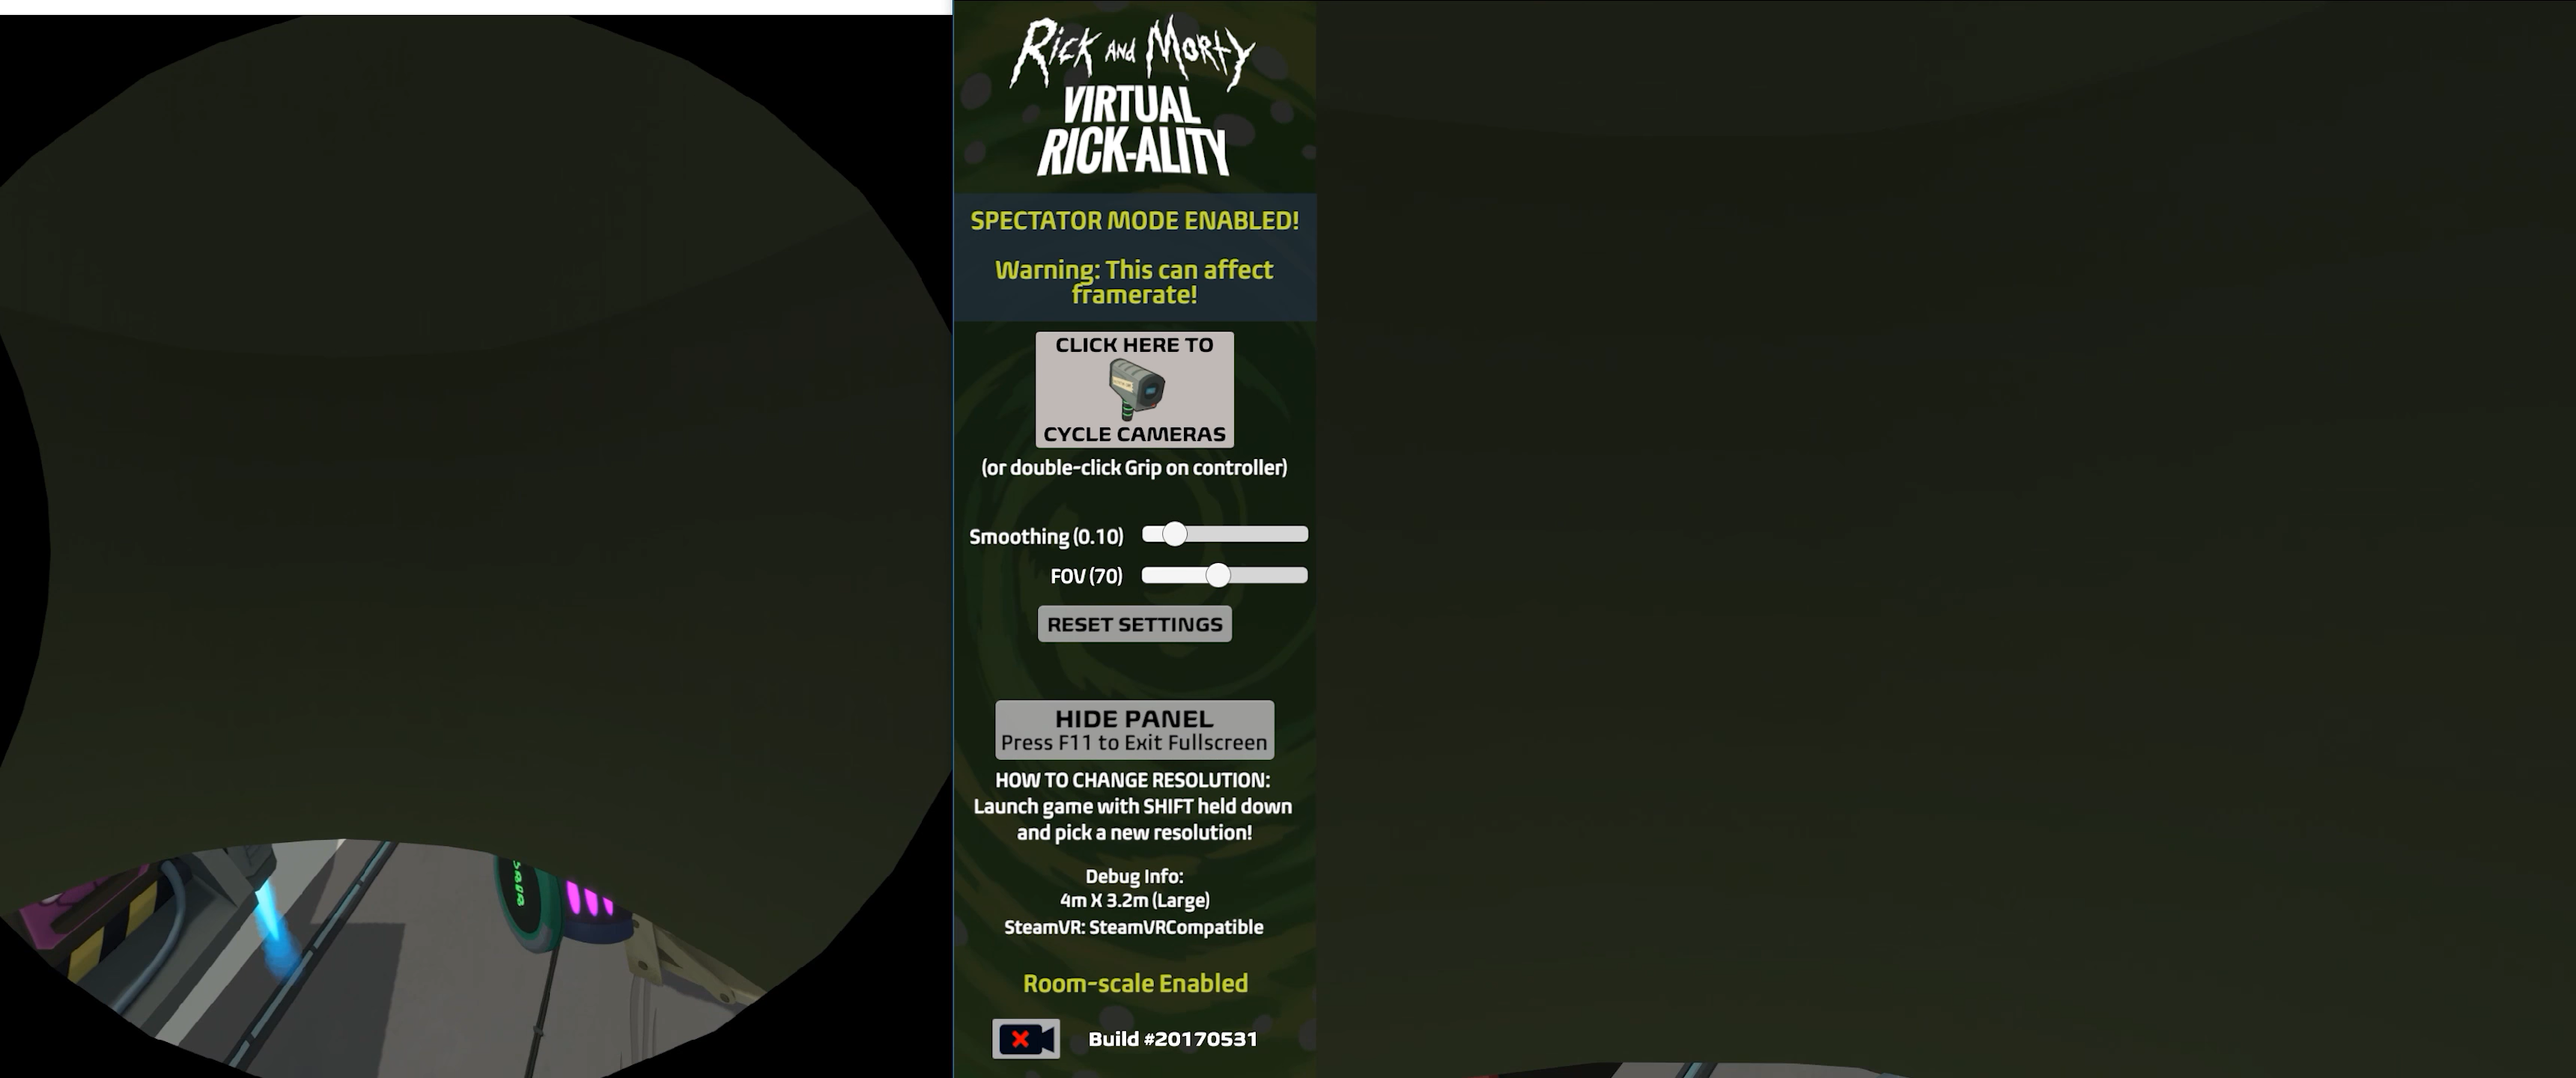 RICK AND MORTY
VIRTUAL
RICK-ALITY
SPECTATOR MODE ENABLED!
Warning: This can affect
framerate!
CLICK HERE TO
CYCLE CAMERAS
(or double-click Grip on controller)
Smoothing (0.10)
FOV (70)
RESET SETTINGS
HIDE PANEL
Press F11 to Exit Fullscreen
HOW TO CHANGE RESOLUTION:
Launch game with SHIFT held down
and pick a new resolution!
Debug Info:
4m X 3.2m (Large)
SteamVR: SteamVRCompatible
Room-scale Enabled
Build #20170531